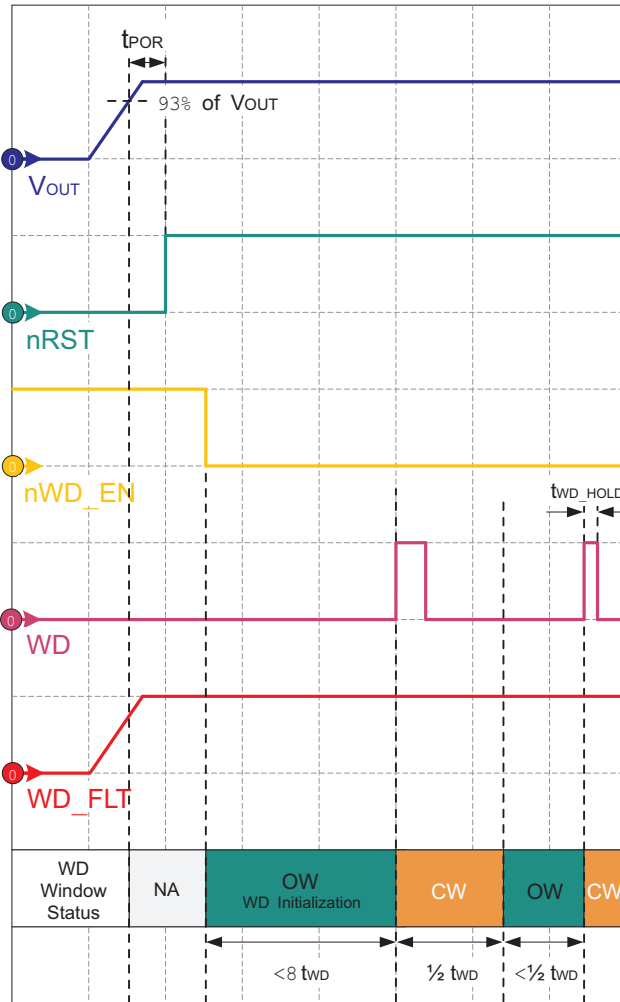 tPOR
93% of VOUT
0
VOUT
0
nRST
0
nWD_EN
tWD_HOLD
0
WD
0
WD_FLT
WD
Window
Status
NA
OW
WD Initialization
CW
OW
CW
<8 tWD
½ tWD
<½ tWD